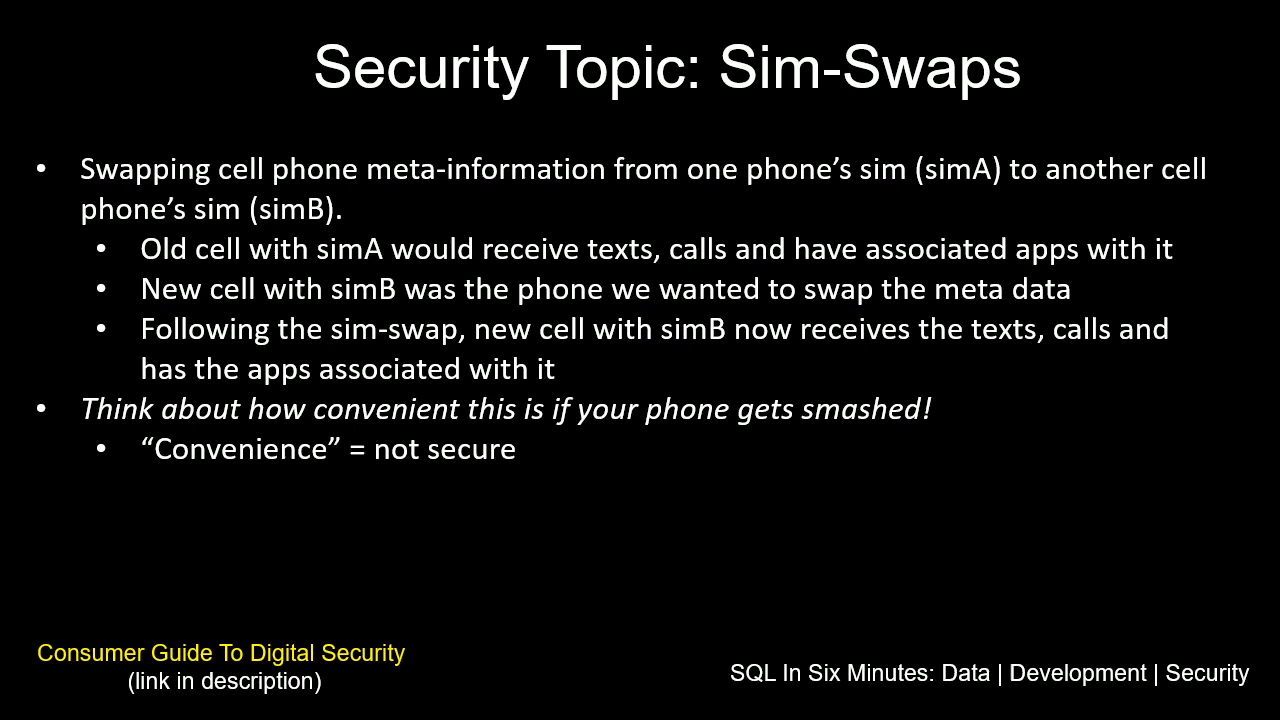 Security Topic: Sim-Swaps
• Swapping cell phone meta-information from one phone’s sim (simA) to another cell
phone’s sim (simB).
• Old cell with simA would receive texts, calls and have associated apps with it
• New cell with simB was the phone we wanted to swap the meta data
• Following the sim-swap, new cell with simB now receives the texts, calls and
has the apps associated with it
• Think about how convenient this is if your phone gets smashed!
• “Convenience” = not secure
Consumer Guide To Digital Security
(link in description)
SQL In Six Minutes: Data | Development | Security